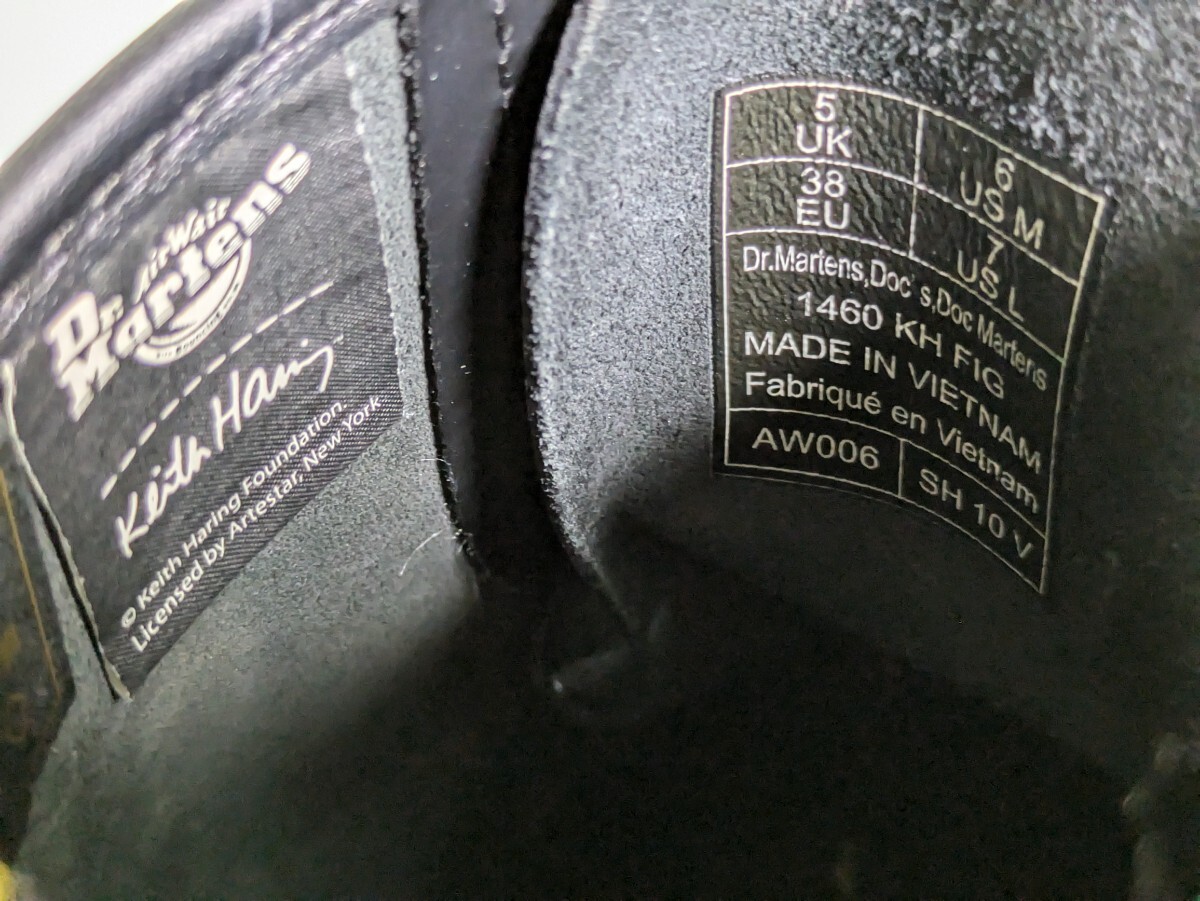 Dr. AirWair
Martens
Keith Haring
© Keith Haring Foundation.
Licensed by Artestar, New York
5
UK
6
US M
38
EU
7
US L
Dr.Martens,Doc's,Doc Martens
1460 KH FIG
MADE IN VIETNAM
Fabriqué en Vietnam
AW006
SH 10 V